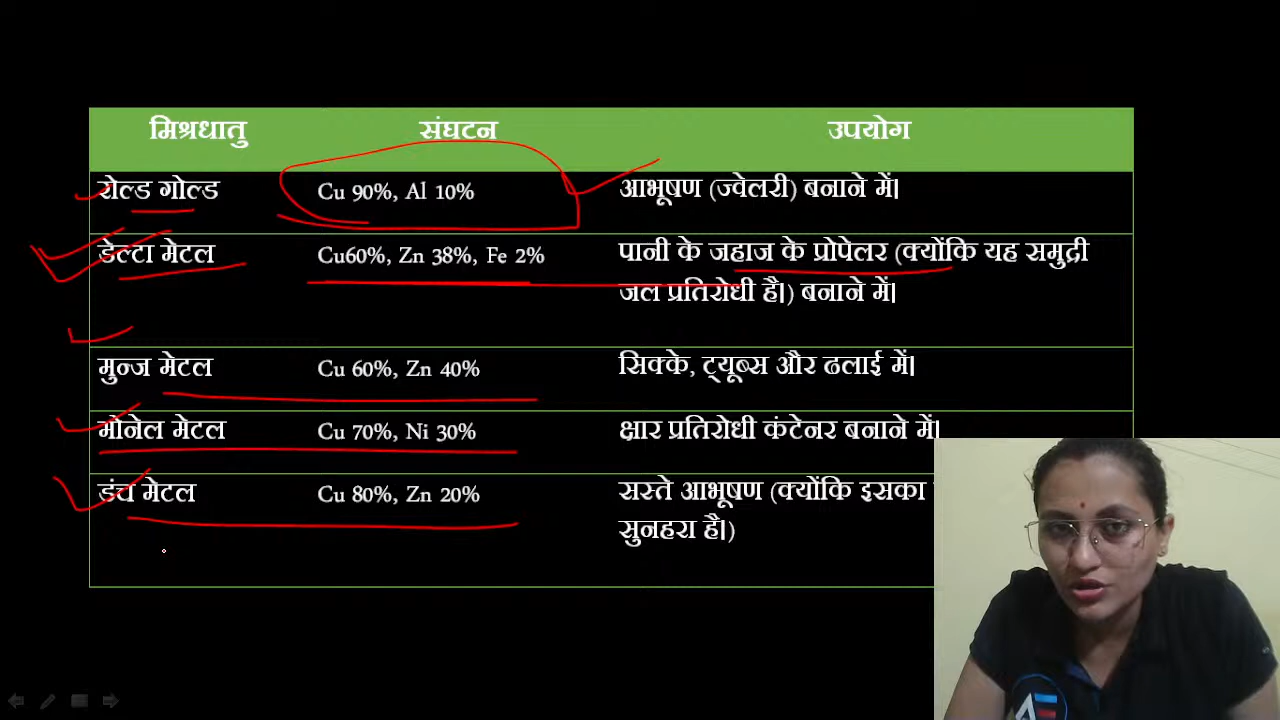 मिश्रधातु संघटन उपयोग
रोल्ड गोल्ड Cu 90%, Al 10% आभूषण (ज्वेलरी) बनाने में।
डेल्टा मेटल Cu60%, Zn 38%, Fe 2% पानी के जहाज के प्रोपेलर (क्योंकि यह समुद्री
जल प्रतिरोधी है।) बनाने में।
मुन्ज मेटल Cu 60%, Zn 40% सिक्के, ट्यूब्स और ढलाई में।
मोनेल मेटल Cu 70%, Ni 30% क्षार प्रतिरोधी कंटेनर बनाने में।
डंच मेटल Cu 80%, Zn 20% सस्ते आभूषण (क्योंकि इसका
सुनहरा है।)